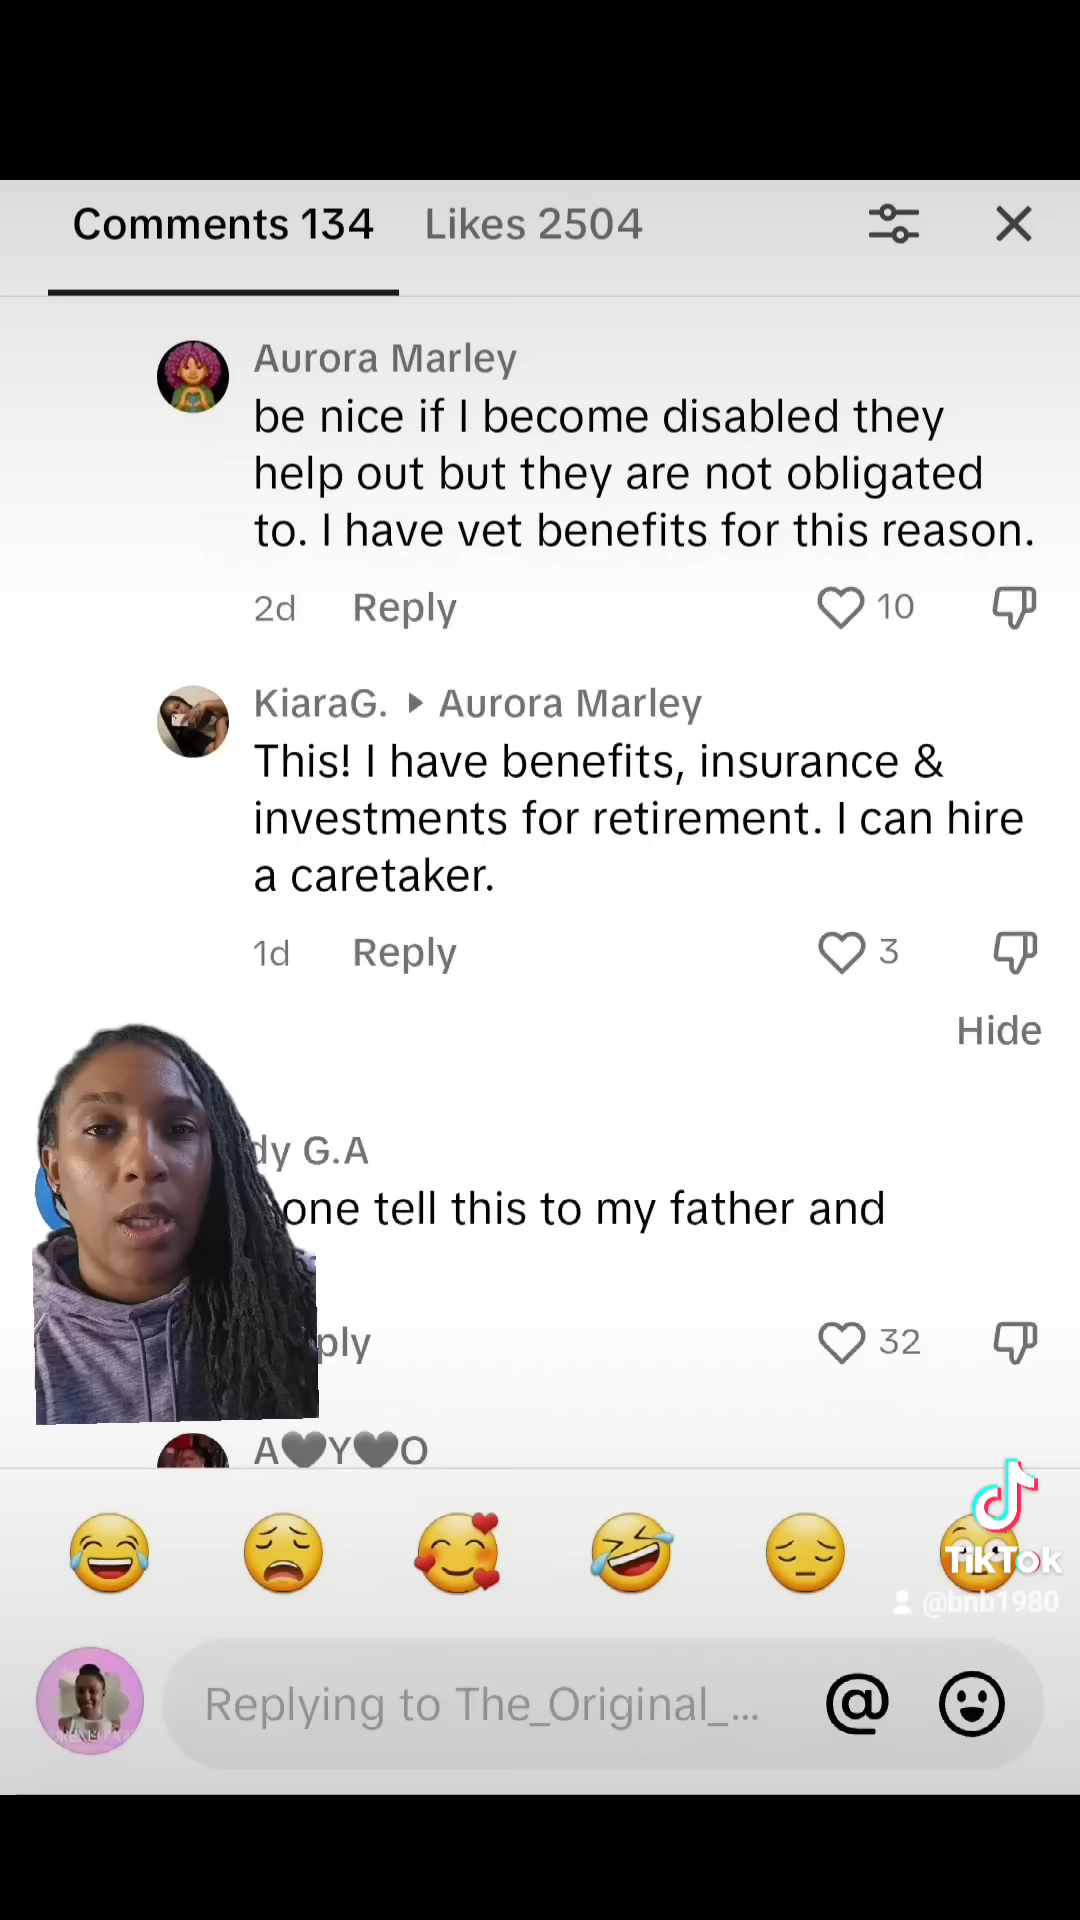 Comments 134 Likes 2504
Aurora Marley
be nice if I become disabled they
help out but they are not obligated
to. I have vet benefits for this reason.
2d Reply 10
KiaraG. Aurora Marley
This! I have benefits, insurance &
investments for retirement. I can hire
a caretaker.
1d Reply 3
Hide
dy G.A
one tell this to my father and
ply 32
A🖤Y🖤O
TikTok
@bnb1980
Replying to The_Original_...